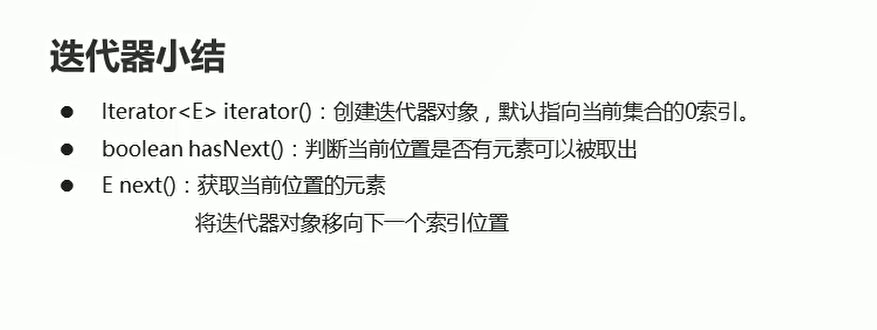 迭代器小结
● Iterator<E> iterator()：创建迭代器对象，默认指向当前集合的0索引。
● boolean hasNext()：判断当前位置是否有元素可以被取出
● E next()：获取当前位置的元素
将迭代器对象移向下一个索引位置